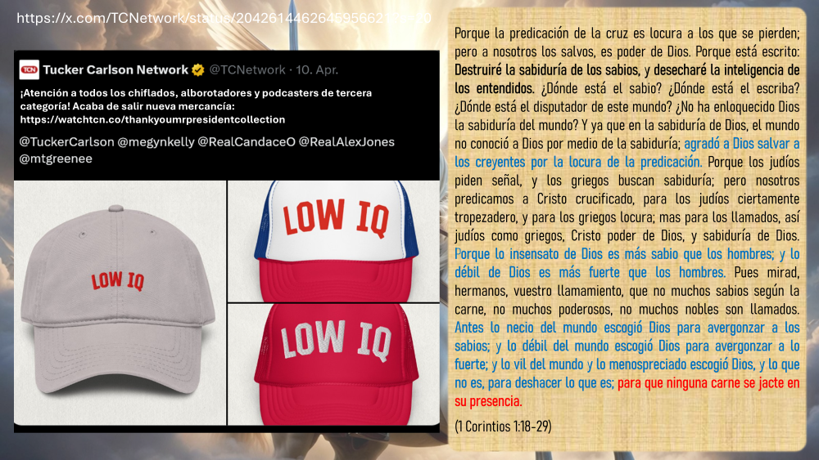 Tucker Carlson Network @TCNetwork · 10. Apr.
¡Atención a todos los chiflados, alborotadores y podcasters de tercera
categoría! Acaba de salir nueva mercancía:
https://watchtcn.co/thankyoumrpresidentcollection
@TuckerCarlson @megynkelly @RealCandaceO @RealAlexJones
@mtgreenee
LOW IQ
LOW IQ
LOW IQ
Porque la predicación de la cruz es locura a los que se pierden;
pero a nosotros los salvos, es poder de Dios. Porque está escrito:
Destruiré la sabiduría de los sabios, y desecharé la inteligencia de
los entendidos. ¿Dónde está el sabio? ¿Dónde está el escriba?
¿Dónde está el disputador de este mundo? ¿No ha enloquecido Dios
la sabiduría del mundo? Y ya que en la sabiduría de Dios, el mundo
no conoció a Dios por medio de la sabiduría; agradó a Dios salvar a
los creyentes por la locura de la predicación. Porque los judíos
piden señal, y los griegos buscan sabiduría; pero nosotros
predicamos a Cristo crucificado, para los judíos ciertamente
tropezadero, y para los griegos locura; mas para los llamados, así
judíos como griegos, Cristo poder de Dios, y sabiduría de Dios.
Porque lo insensato de Dios es más sabio que los hombres; y lo
débil de Dios es más fuerte que los hombres. Pues mirad,
hermanos, vuestro llamamiento, que no muchos sabios según la
carne, no muchos poderosos, no muchos nobles son llamados.
Antes lo necio del mundo escogió Dios para avergonzar a los
sabios; y lo débil del mundo escogió Dios para avergonzar a lo
fuerte; y lo vil del mundo y lo menospreciado escogió Dios, y lo que
no es, para deshacer lo que es; para que ninguna carne se jacte en
su presencia.
(1 Corintios 1:18-29)